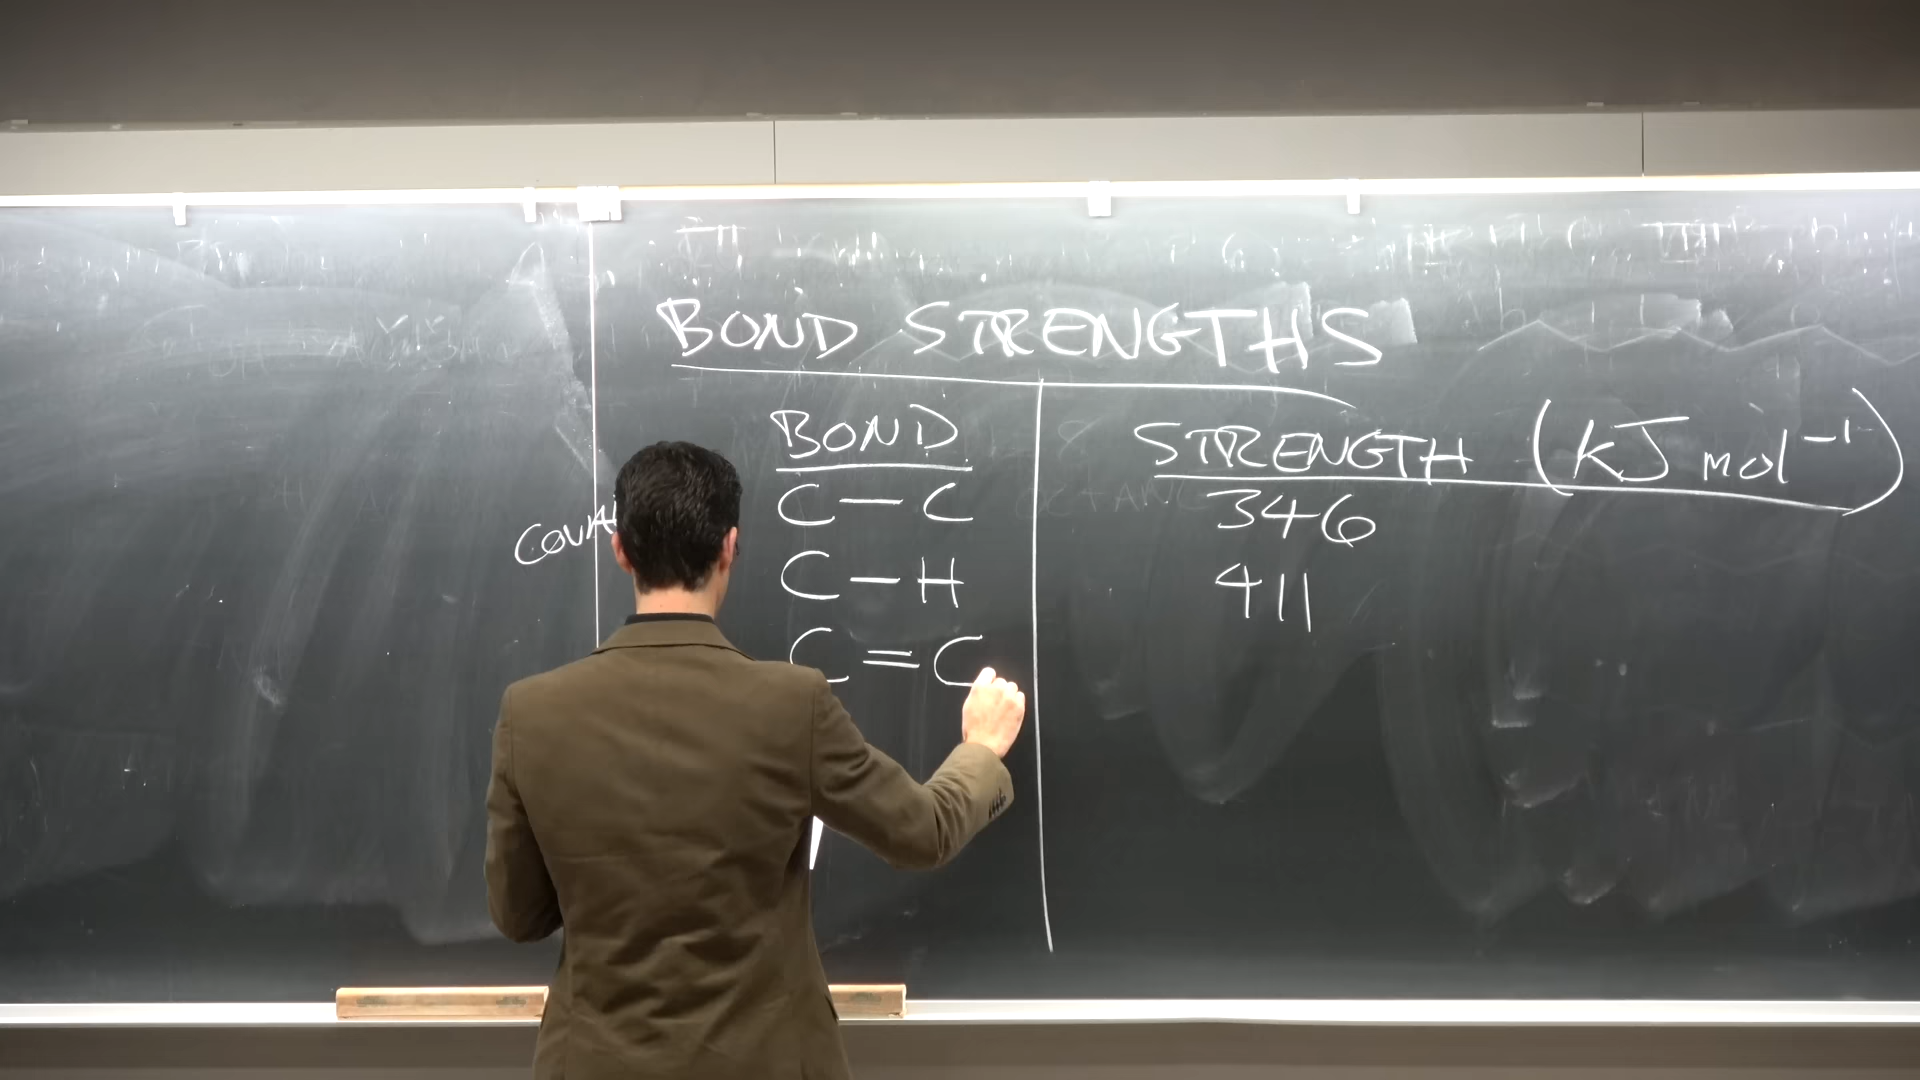 BOND STRENGTHS
BOND STRENGTH (kJ mol⁻¹)
C — C 346
C — H 411
C = C